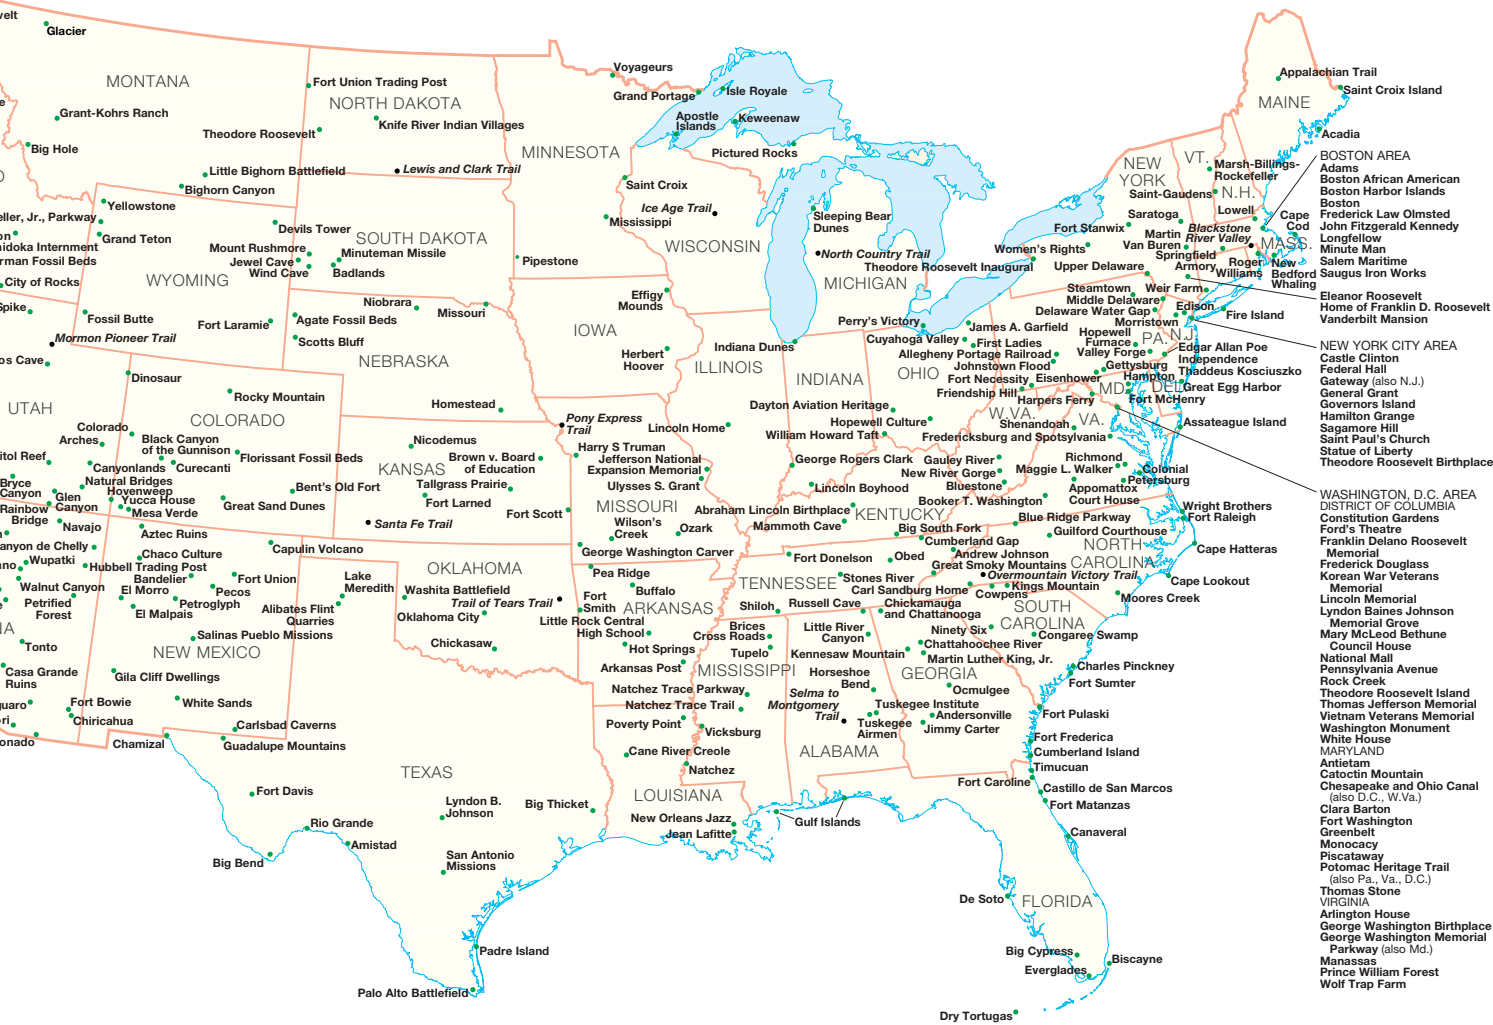 velt
Glacier
MONTANA
Grant-Kohrs Ranch
Big Hole
Fort Union Trading Post
NORTH DAKOTA
Theodore Roosevelt
Knife River Indian Villages
Little Bighorn Battlefield
Bighorn Canyon
Lewis and Clark Trail
Voyageurs
Grand Portage
Isle Royale
Apostle
Islands
Keweenaw
Pictured Rocks
MINNESOTA
Saint Croix
Ice Age Trail
Mississippi
WISCONSIN
Sleeping Bear
Dunes
North Country Trail
MICHIGAN
Yellowstone
eller, Jr., Parkway
Grand Teton
nidoka Internment
rman Fossil Beds
City of Rocks
Spike
WYOMING
Devils Tower
Mount Rushmore
Jewel Cave
Wind Cave
SOUTH DAKOTA
Minuteman Missile
Badlands
Pipestone
Fossil Butte
Fort Laramie
Mormon Pioneer Trail
os Cave
Niobrara
Missouri
Agate Fossil Beds
Scotts Bluff
NEBRASKA
Homestead
Effigy
Mounds
IOWA
Herbert
Hoover
Pony Express
Trail
ILLINOIS
Lincoln Home
Indiana Dunes
INDIANA
George Rogers Clark
Lincoln Boyhood
OHIO
Perry's Victory
Cuyahoga Valley
James A. Garfield
First Ladies
Dayton Aviation Heritage
Hopewell Culture
William Howard Taft
Dinosaur
Rocky Mountain
UTAH
COLORADO
Colorado
Arches
Black Canyon
of the Gunnison
itol Reef
Canyonlands
Curecanti
Florissant Fossil Beds
Natural Bridges
Bryce
Canyon
Hovenweep
Glen
Canyon
Yucca House
Mesa Verde
Bent's Old Fort
Great Sand Dunes
Rainbow
Bridge
Navajo
Aztec Ruins
Capulin Volcano
anyon de Chelly
Wupatki
Chaco Culture
Hubbell Trading Post
Bandelier
Fort Union
Walnut Canyon
El Morro
Pecos
Petrified
Forest
Petroglyph
El Malpais
Salinas Pueblo Missions
Tonto
NEW MEXICO
Casa Grande
Ruins
Gila Cliff Dwellings
Fort Bowie
White Sands
Chiricahua
guaro
onado
Carlsbad Caverns
Chamizal
Guadalupe Mountains
Nicodemus
KANSAS
Brown v. Board
of Education
Tallgrass Prairie
Fort Larned
Fort Scott
Santa Fe Trail
Harry S Truman
Jefferson National
Expansion Memorial
Ulysses S. Grant
MISSOURI
Wilson's
Creek
Ozark
George Washington Carver
OKLAHOMA
Lake
Meredith
Washita Battlefield
Trail of Tears Trail
Alibates Flint
Quarries
Oklahoma City
Chickasaw
Pea Ridge
Buffalo
Fort
Smith
ARKANSAS
Little Rock Central
High School
Hot Springs
Arkansas Post
TEXAS
Fort Davis
Rio Grande
Big Bend
Amistad
Lyndon B.
Johnson
San Antonio
Missions
Big Thicket
Padre Island
Palo Alto Battlefield
LOUISIANA
Poverty Point
Cane River Creole
New Orleans Jazz
Jean Lafitte
Vicksburg
Natchez
Natchez Trace Parkway
Natchez Trace Trail
MISSISSIPPI
Brices
Cross Roads
Tupelo
Shiloh
Gulf Islands
KENTUCKY
Abraham Lincoln Birthplace
Mammoth Cave
Big South Fork
Cumberland Gap
TENNESSEE
Fort Donelson
Obed
Stones River
Andrew Johnson
Great Smoky Mountains
Carl Sandburg Home
Overmountain Victory Trail
Kings Mountain
Cowpens
Russell Cave
Chickamauga
and Chattanooga
Little River
Canyon
Kennesaw Mountain
Horseshoe
Bend
Selma to
Montgomery
Trail
Tuskegee Institute
Tuskegee
Airmen
ALABAMA
Ninety Six
SOUTH
CAROLINA
Congaree Swamp
Chattahoochee River
Martin Luther King, Jr.
GEORGIA
Ocmulgee
Andersonville
Jimmy Carter
Charles Pinckney
Fort Sumter
Fort Pulaski
Fort Frederica
Cumberland Island
Timucuan
Fort Caroline
Castillo de San Marcos
Fort Matanzas
Canaveral
De Soto
FLORIDA
Big Cypress
Everglades
Biscayne
Dry Tortugas
Appalachian Trail
Saint Croix Island
MAINE
Acadia
VT.
Marsh-Billings-
Rockefeller
NEW
YORK
N.H.
Saint-Gaudens
Saratoga
Lowell
Fort Stanwix
Martin
Van Buren
Blackstone
River Valley
Cape
Cod
MASS.
Women's Rights
Springfield
Armory
Theodore Roosevelt Inaugural
Upper Delaware
Roger
Williams
New
Bedford
Whaling
Steamtown
Weir Farm
Middle Delaware
Delaware Water Gap
Edison
Fire Island
Morristown
Hopewell
Furnace
PA.
N.J.
Allegheny Portage Railroad
Valley Forge
Edgar Allan Poe
Independence
Thaddeus Kosciuszko
Johnstown Flood
Gettysburg
Fort Necessity
Eisenhower
Hampton
DEL.
Great Egg Harbor
Friendship Hill
MD.
Harpers Ferry
Fort McHenry
W.VA.
VA.
Shenandoah
Assateague Island
Fredericksburg and Spotsylvania
Gauley River
Richmond
New River Gorge
Maggie L. Walker
Colonial
Petersburg
Bluestone
Appomattox
Court House
Booker T. Washington
Wright Brothers
Fort Raleigh
Blue Ridge Parkway
Guilford Courthouse
NORTH
CAROLINA
Cape Hatteras
Cape Lookout
Moores Creek
BOSTON AREA
Adams
Boston African American
Boston Harbor Islands
Boston
Frederick Law Olmsted
John Fitzgerald Kennedy
Longfellow
Minute Man
Salem Maritime
Saugus Iron Works
Eleanor Roosevelt
Home of Franklin D. Roosevelt
Vanderbilt Mansion
NEW YORK CITY AREA
Castle Clinton
Federal Hall
Gateway (also N.J.)
General Grant
Governors Island
Hamilton Grange
Sagamore Hill
Saint Paul's Church
Statue of Liberty
Theodore Roosevelt Birthplace
WASHINGTON, D.C. AREA
DISTRICT OF COLUMBIA
Constitution Gardens
Ford's Theatre
Franklin Delano Roosevelt
Memorial
Frederick Douglass
Korean War Veterans
Memorial
Lincoln Memorial
Lyndon Baines Johnson
Memorial Grove
Mary McLeod Bethune
Council House
National Mall
Pennsylvania Avenue
Rock Creek
Theodore Roosevelt Island
Thomas Jefferson Memorial
Vietnam Veterans Memorial
Washington Monument
White House
MARYLAND
Antietam
Catoctin Mountain
Chesapeake and Ohio Canal
(also D.C., W.Va.)
Clara Barton
Fort Washington
Greenbelt
Monocacy
Piscataway
Potomac Heritage Trail
(also Pa., Va., D.C.)
Thomas Stone
VIRGINIA
Arlington House
George Washington Birthplace
George Washington Memorial
Parkway (also Md.)
Manassas
Prince William Forest
Wolf Trap Farm